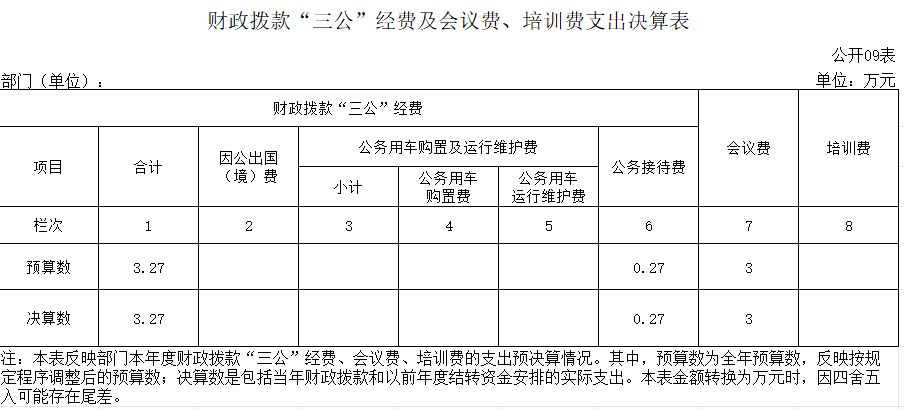 财政拨款“三公”经费及会议费、培训费支出决算表
公开09表
部门（单位）：
单位：万元
财政拨款“三公”经费
会议费
培训费
项目
合计
因公出国
（境）费
公务用车购置及运行维护费
公务接待费
小计
公务用车
购置费
公务用车
运行维护费
栏次
1
2
3
4
5
6
7
8
预算数
3.27
0.27
3
决算数
3.27
0.27
3
注：本表反映部门本年度财政拨款“三公”经费、会议费、培训费的支出预决算情况。其中，预算数为全年预算数，反映按规
定程序调整后的预算数；决算数是包括当年财政拨款和以前年度结转资金安排的实际支出。本表金额转换为万元时，因四舍五
入可能存在尾差。